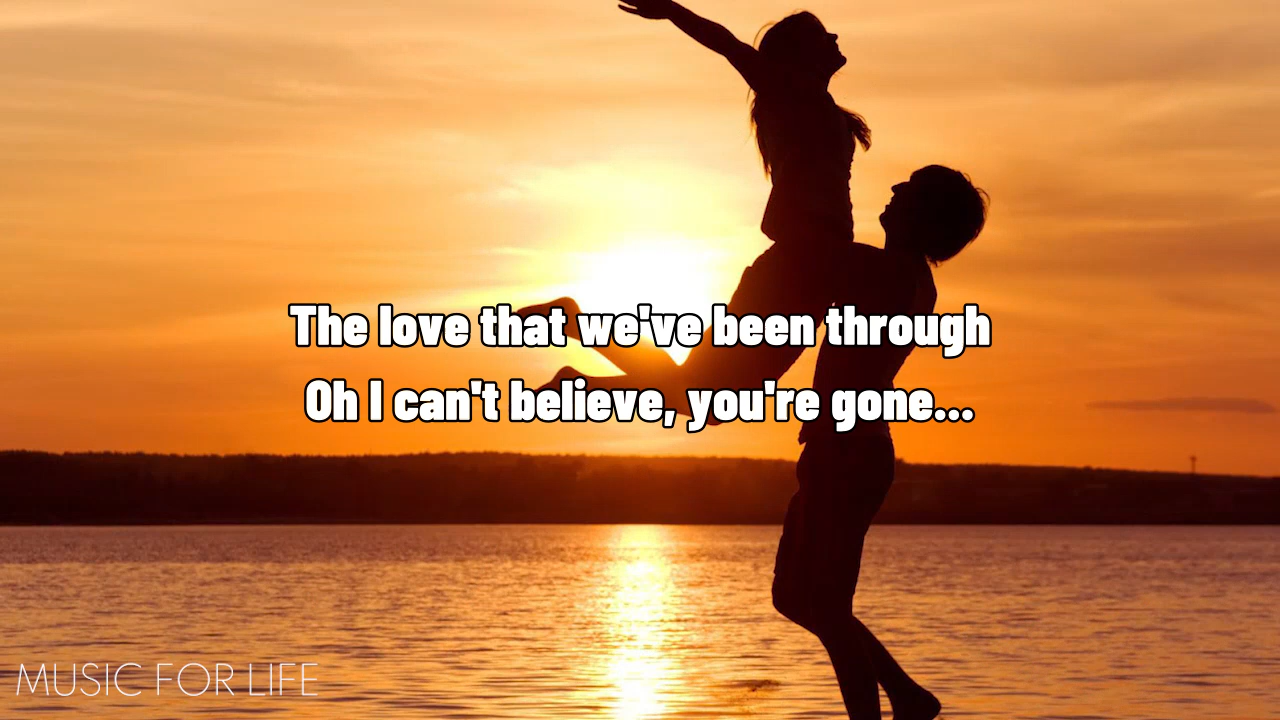 The love that we've been through
Oh I can't believe, you're gone...
MUSIC FOR LIFE